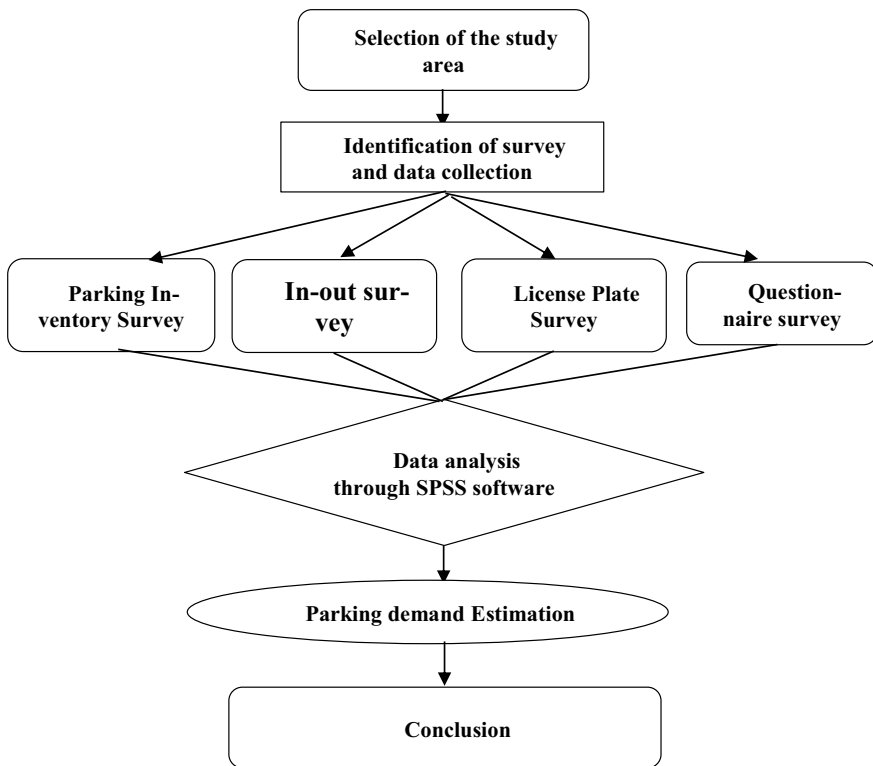 Selection of the study
area
Identification of survey
and data collection
Parking In-
ventory Survey
In-out sur-
vey
License Plate
Survey
Question-
naire survey
Data analysis
through SPSS software
Parking demand Estimation
Conclusion